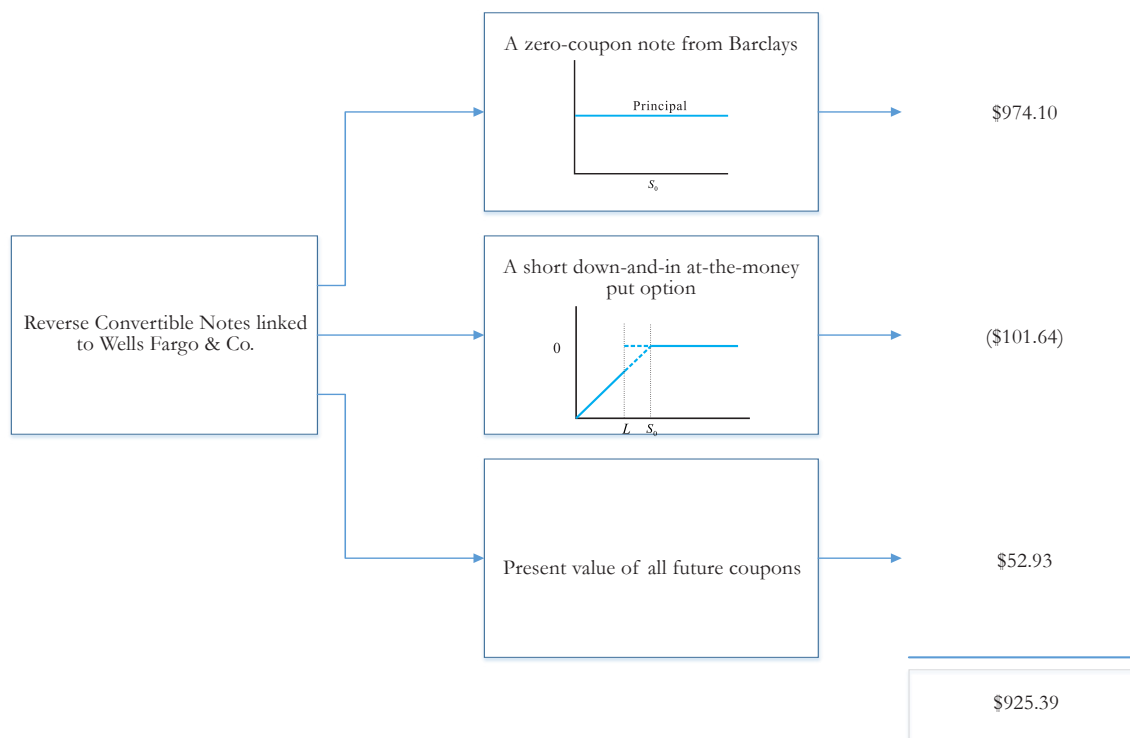 A zero-coupon note from Barclays
Principal
S₀
$974.10
Reverse Convertible Notes linked
to Wells Fargo & Co.
A short down-and-in at-the-money
put option
0
L S₀
($101.64)
Present value of all future coupons
$52.93
$925.39